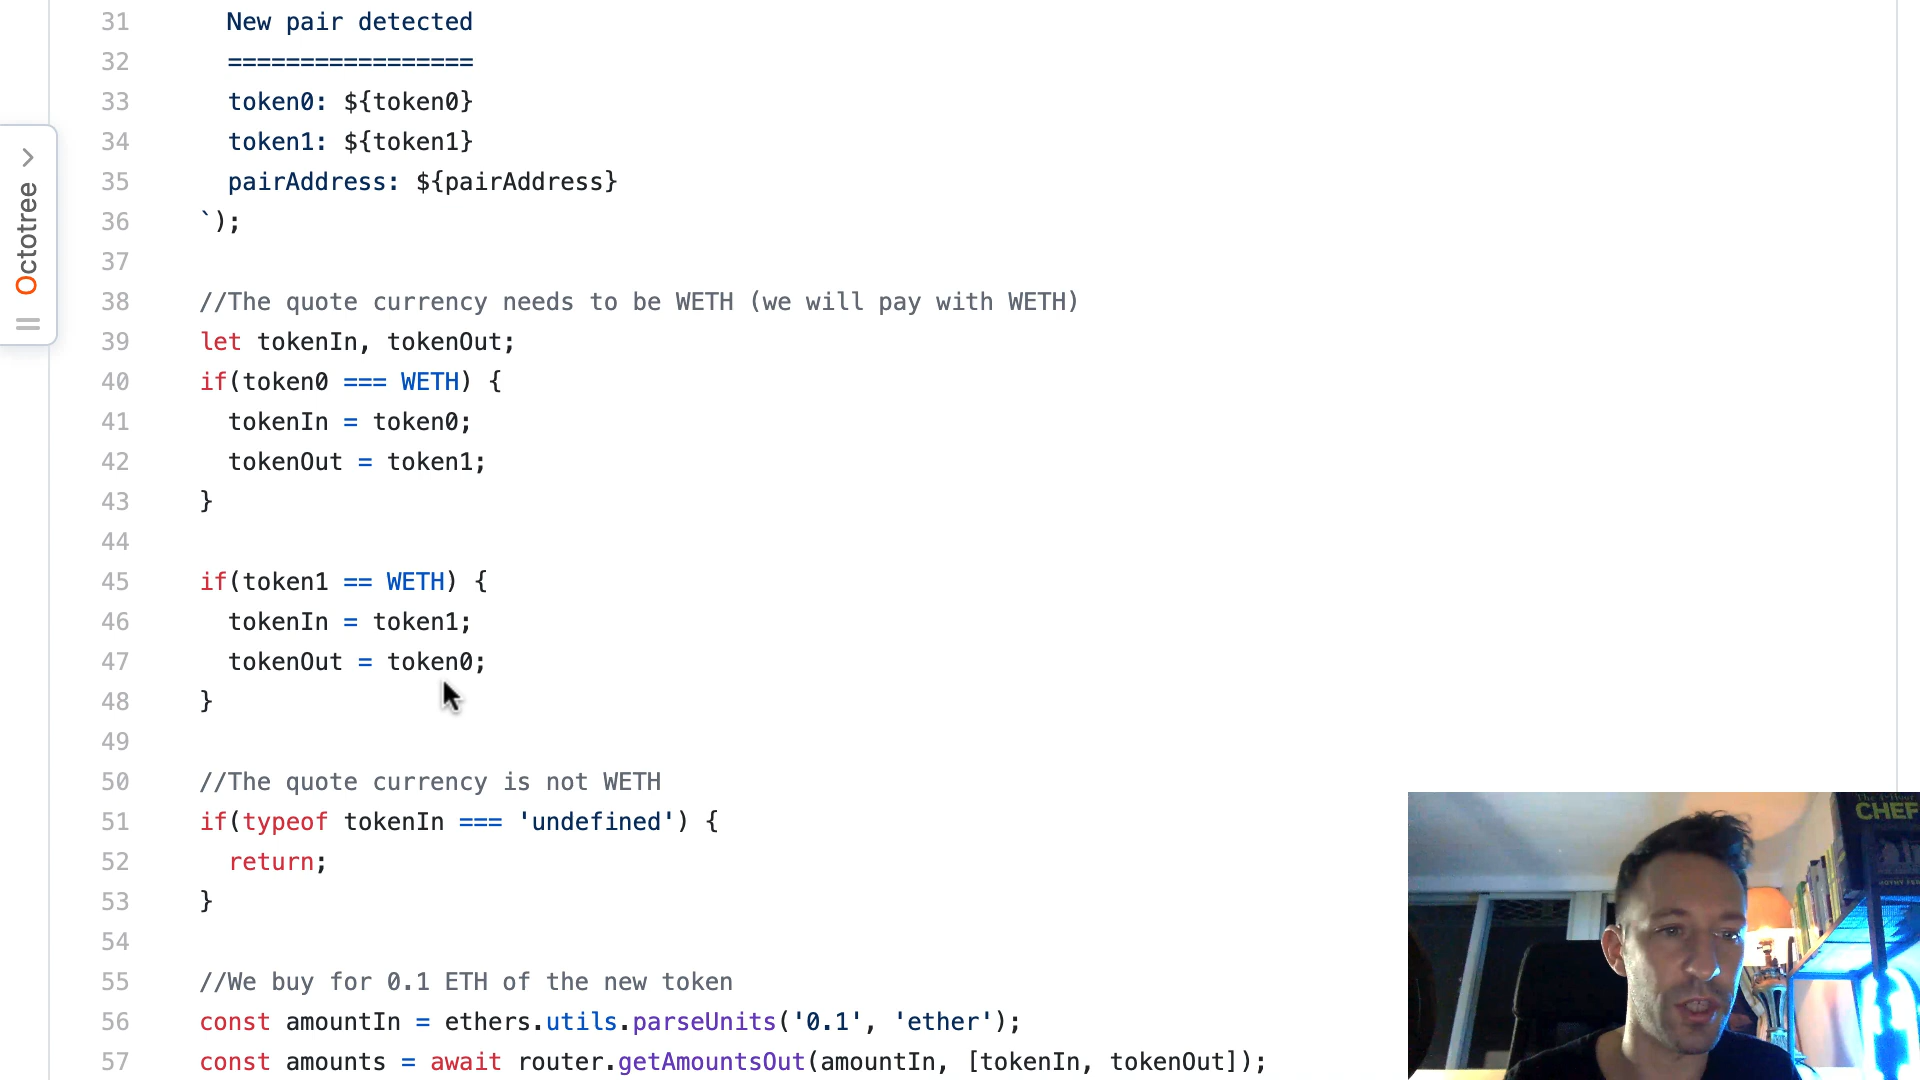 31 New pair detected
32 =================
33 token0: ${token0}
34 token1: ${token1}
35 pairAddress: ${pairAddress}
36 `);
37
38 //The quote currency needs to be WETH (we will pay with WETH)
39 let tokenIn, tokenOut;
40 if(token0 === WETH) {
41 tokenIn = token0;
42 tokenOut = token1;
43 }
44
45 if(token1 == WETH) {
46 tokenIn = token1;
47 tokenOut = token0;
48 }
49
50 //The quote currency is not WETH
51 if(typeof tokenIn === 'undefined') {
52 return;
53 }
54
55 //We buy for 0.1 ETH of the new token
56 const amountIn = ethers.utils.parseUnits('0.1', 'ether');
57 const amounts = await router.getAmountsOut(amountIn, [tokenIn, tokenOut]);
Octotree
CHEF